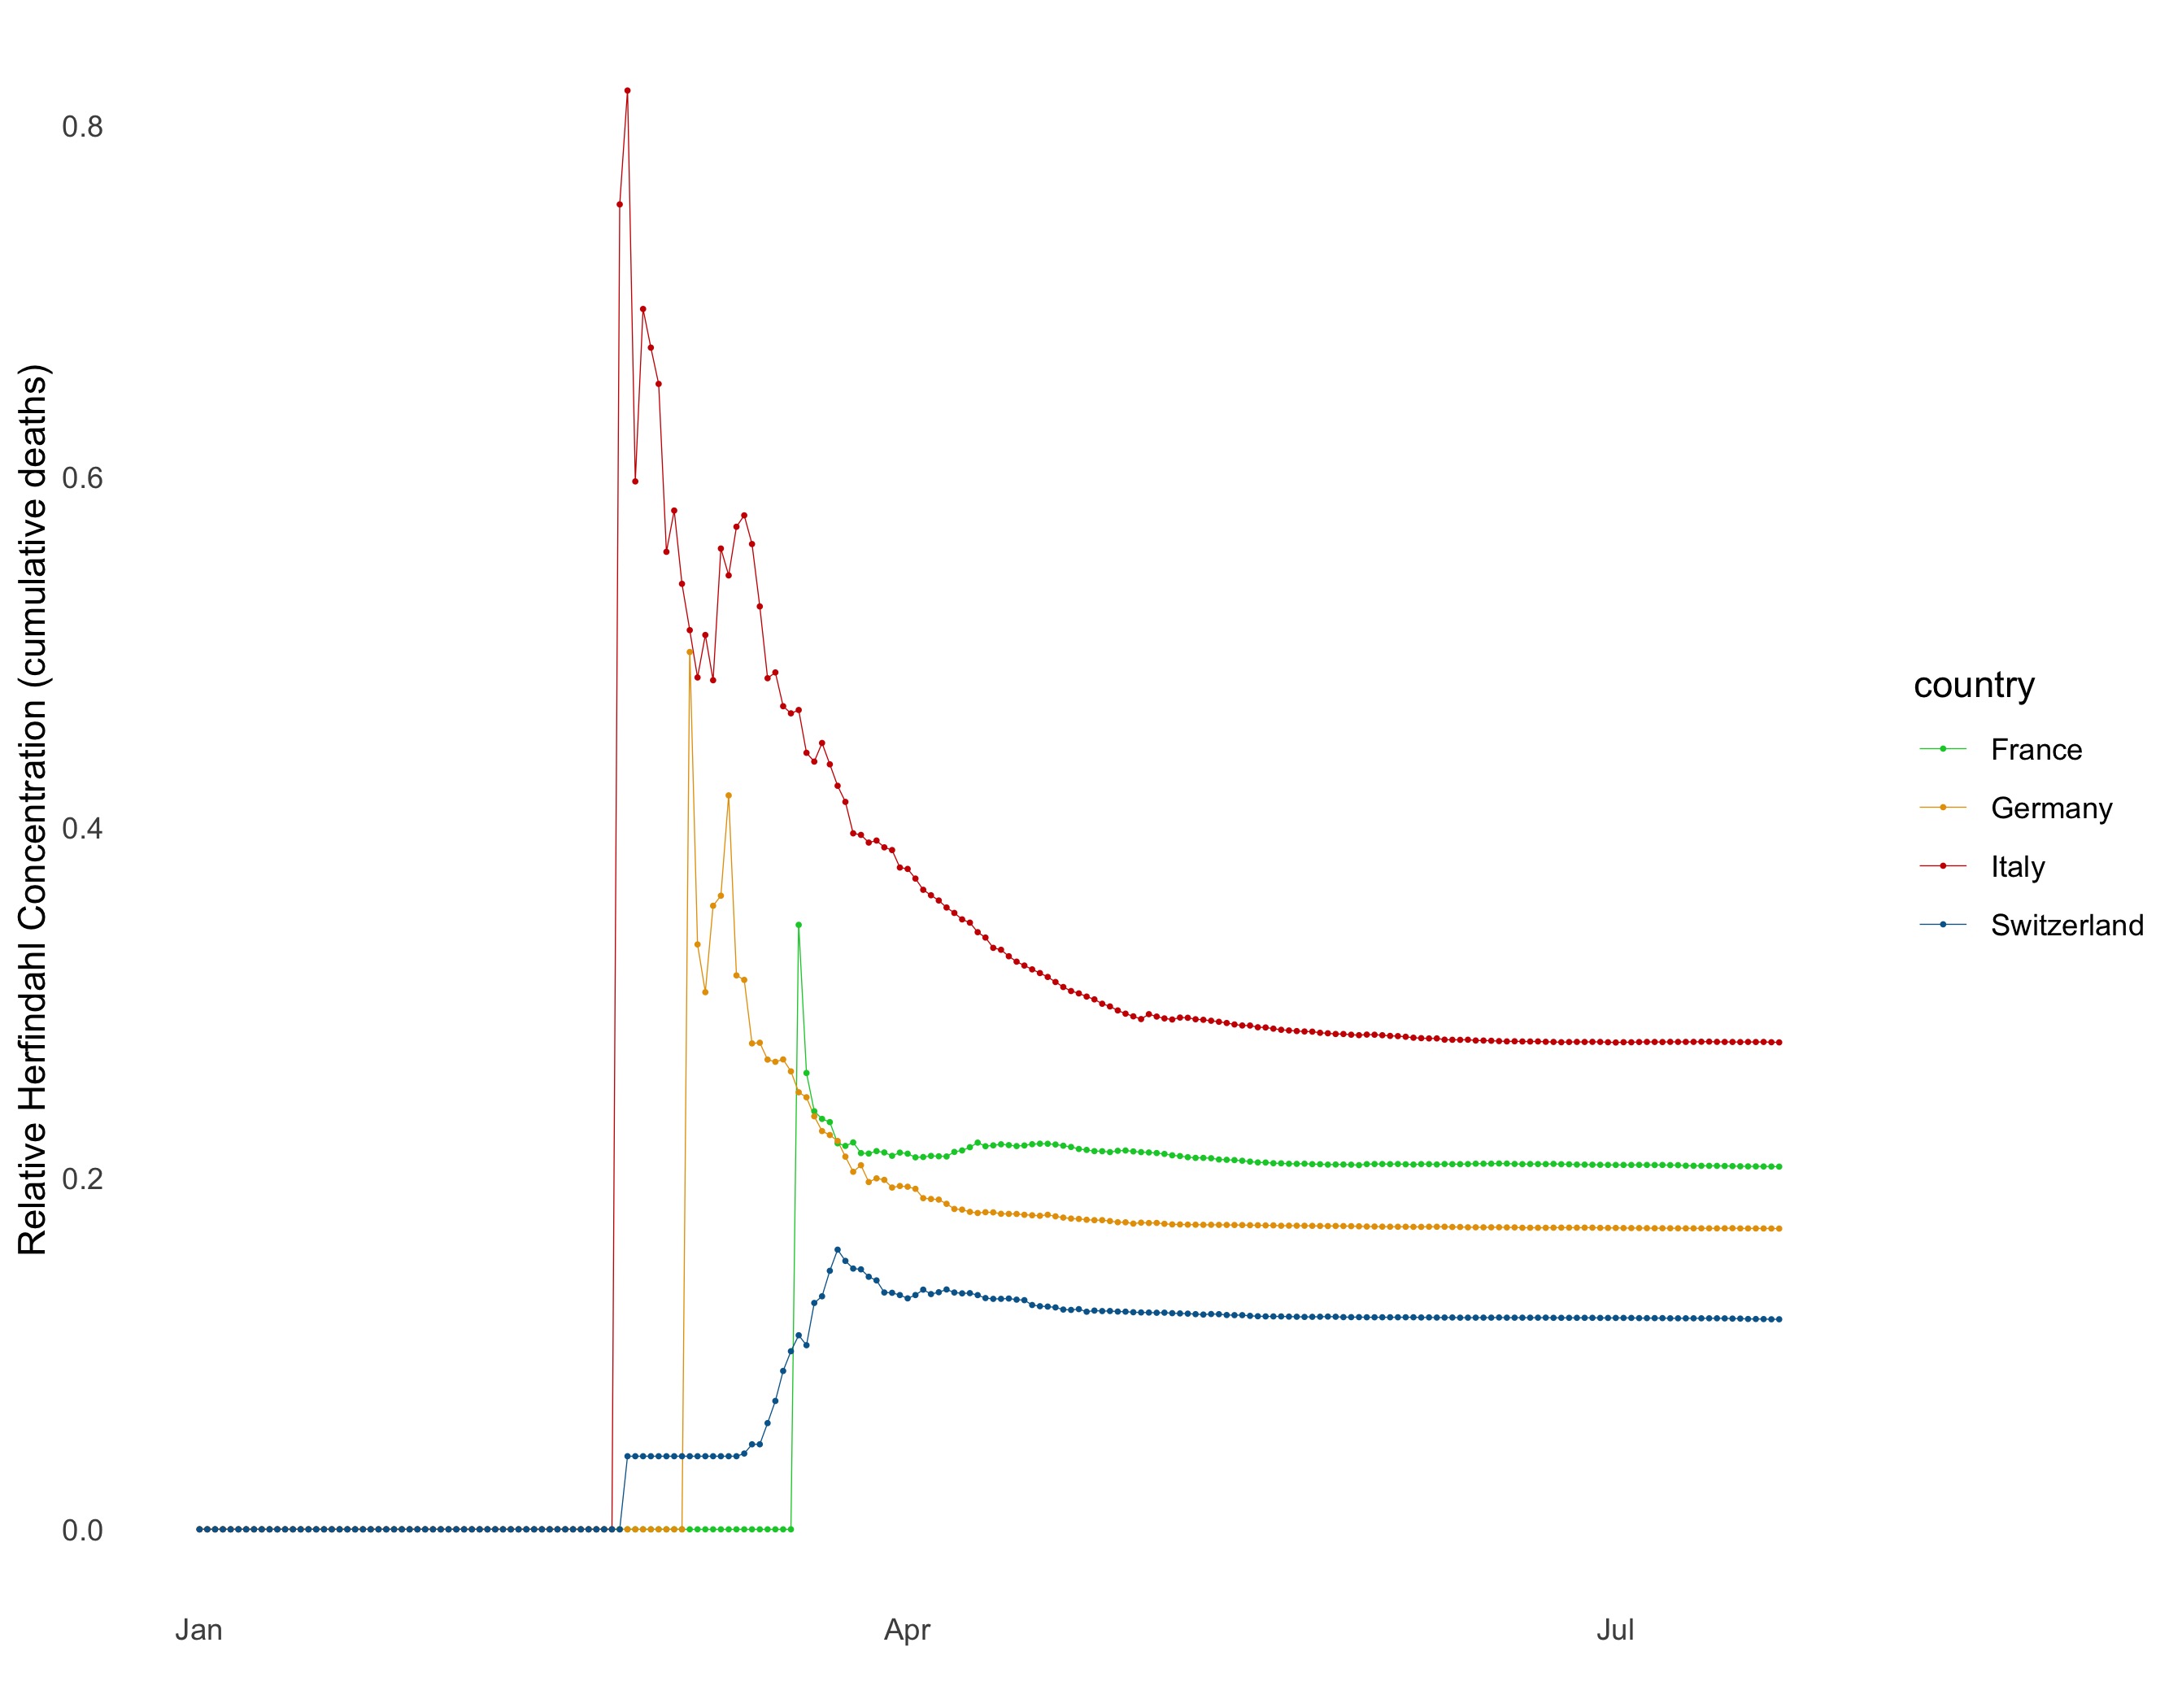 Relative Herfindahl Concentration (cumulative deaths)
0.8
0.6
0.4
0.2
0.0
Jan
Apr
Jul
country
France
Germany
Italy
Switzerland